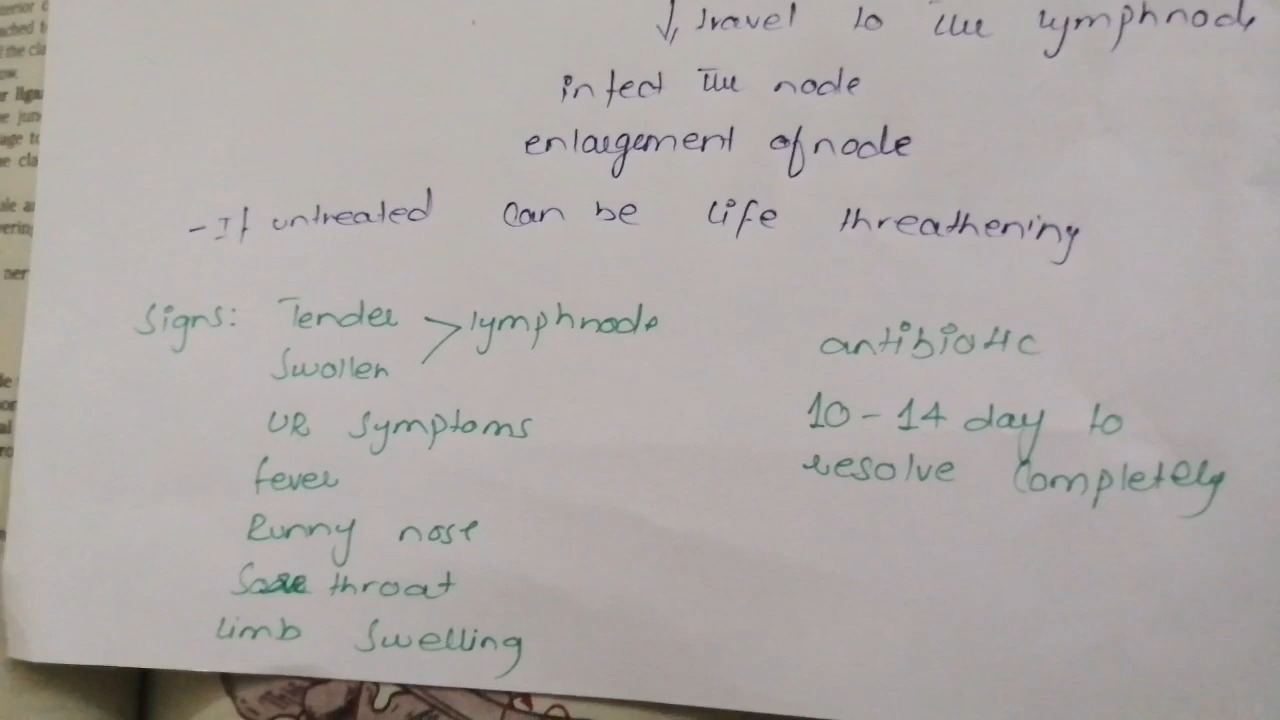 ↓, travel to the lymphnode
infect the node
enlargement of node
- If untreated can be life threathening
Signs: Tender > lymphnode
Swollen
UR Symptoms
fever
Runny nose
Sore throat
limb swelling
antibiotic
10-14 day to
resolve completely